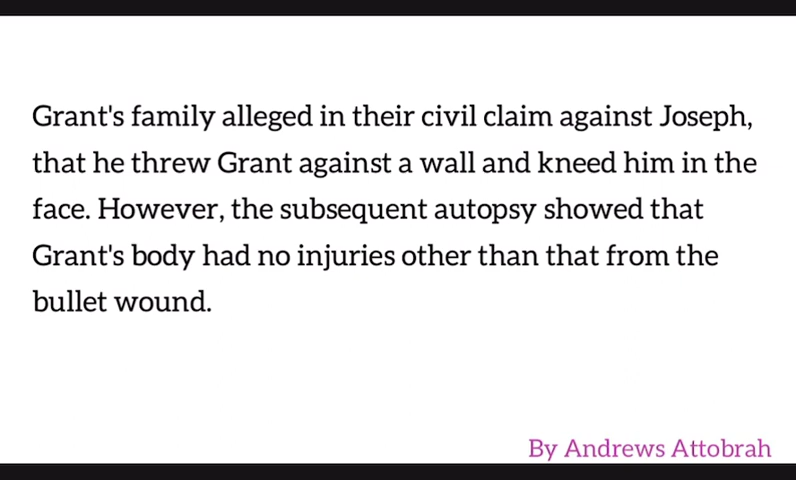 Grant's family alleged in their civil claim against Joseph,
that he threw Grant against a wall and kneed him in the
face. However, the subsequent autopsy showed that
Grant's body had no injuries other than that from the
bullet wound.
By Andrews Attobrah